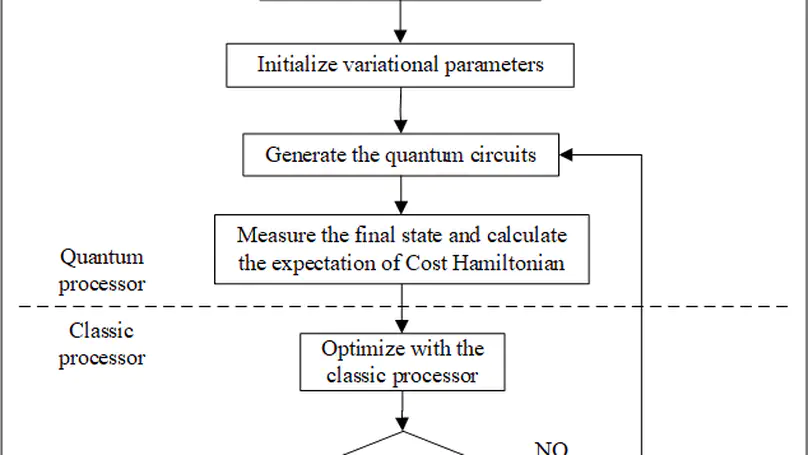 Initialize variational parameters
Generate the quantum circuits
Measure the final state and calculate
the expectation of Cost Hamiltonian
Quantum
processor
Classic
processor
Optimize with the
classic processor
NO